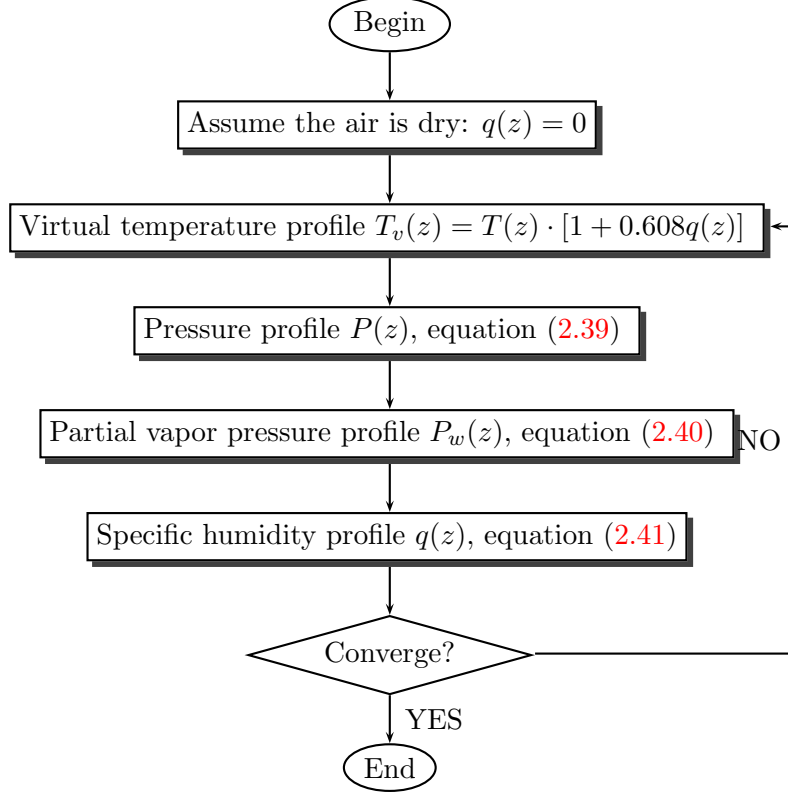 Begin
Assume the air is dry: q(z) = 0
Virtual temperature profile T_v(z) = T(z) · [1 + 0.608q(z)]
Pressure profile P(z), equation (2.39)
Partial vapor pressure profile P_w(z), equation (2.40)
NO
Specific humidity profile q(z), equation (2.41)
Converge?
YES
End